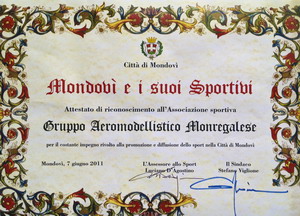 Città di Mondovì
Mondovì e i suoi Sportivi
Attestato di riconoscimento all'Associazione sportiva
Gruppo Aeromodellistico Monregalese
per il costante impegno rivolto alla promozione e diffusione dello sport nella Città di Mondovì
Mondovì, 7 giugno 2011
L'Assessore allo Sport
Luciano D'Agostino
Il Sindaco
Stefano Viglione